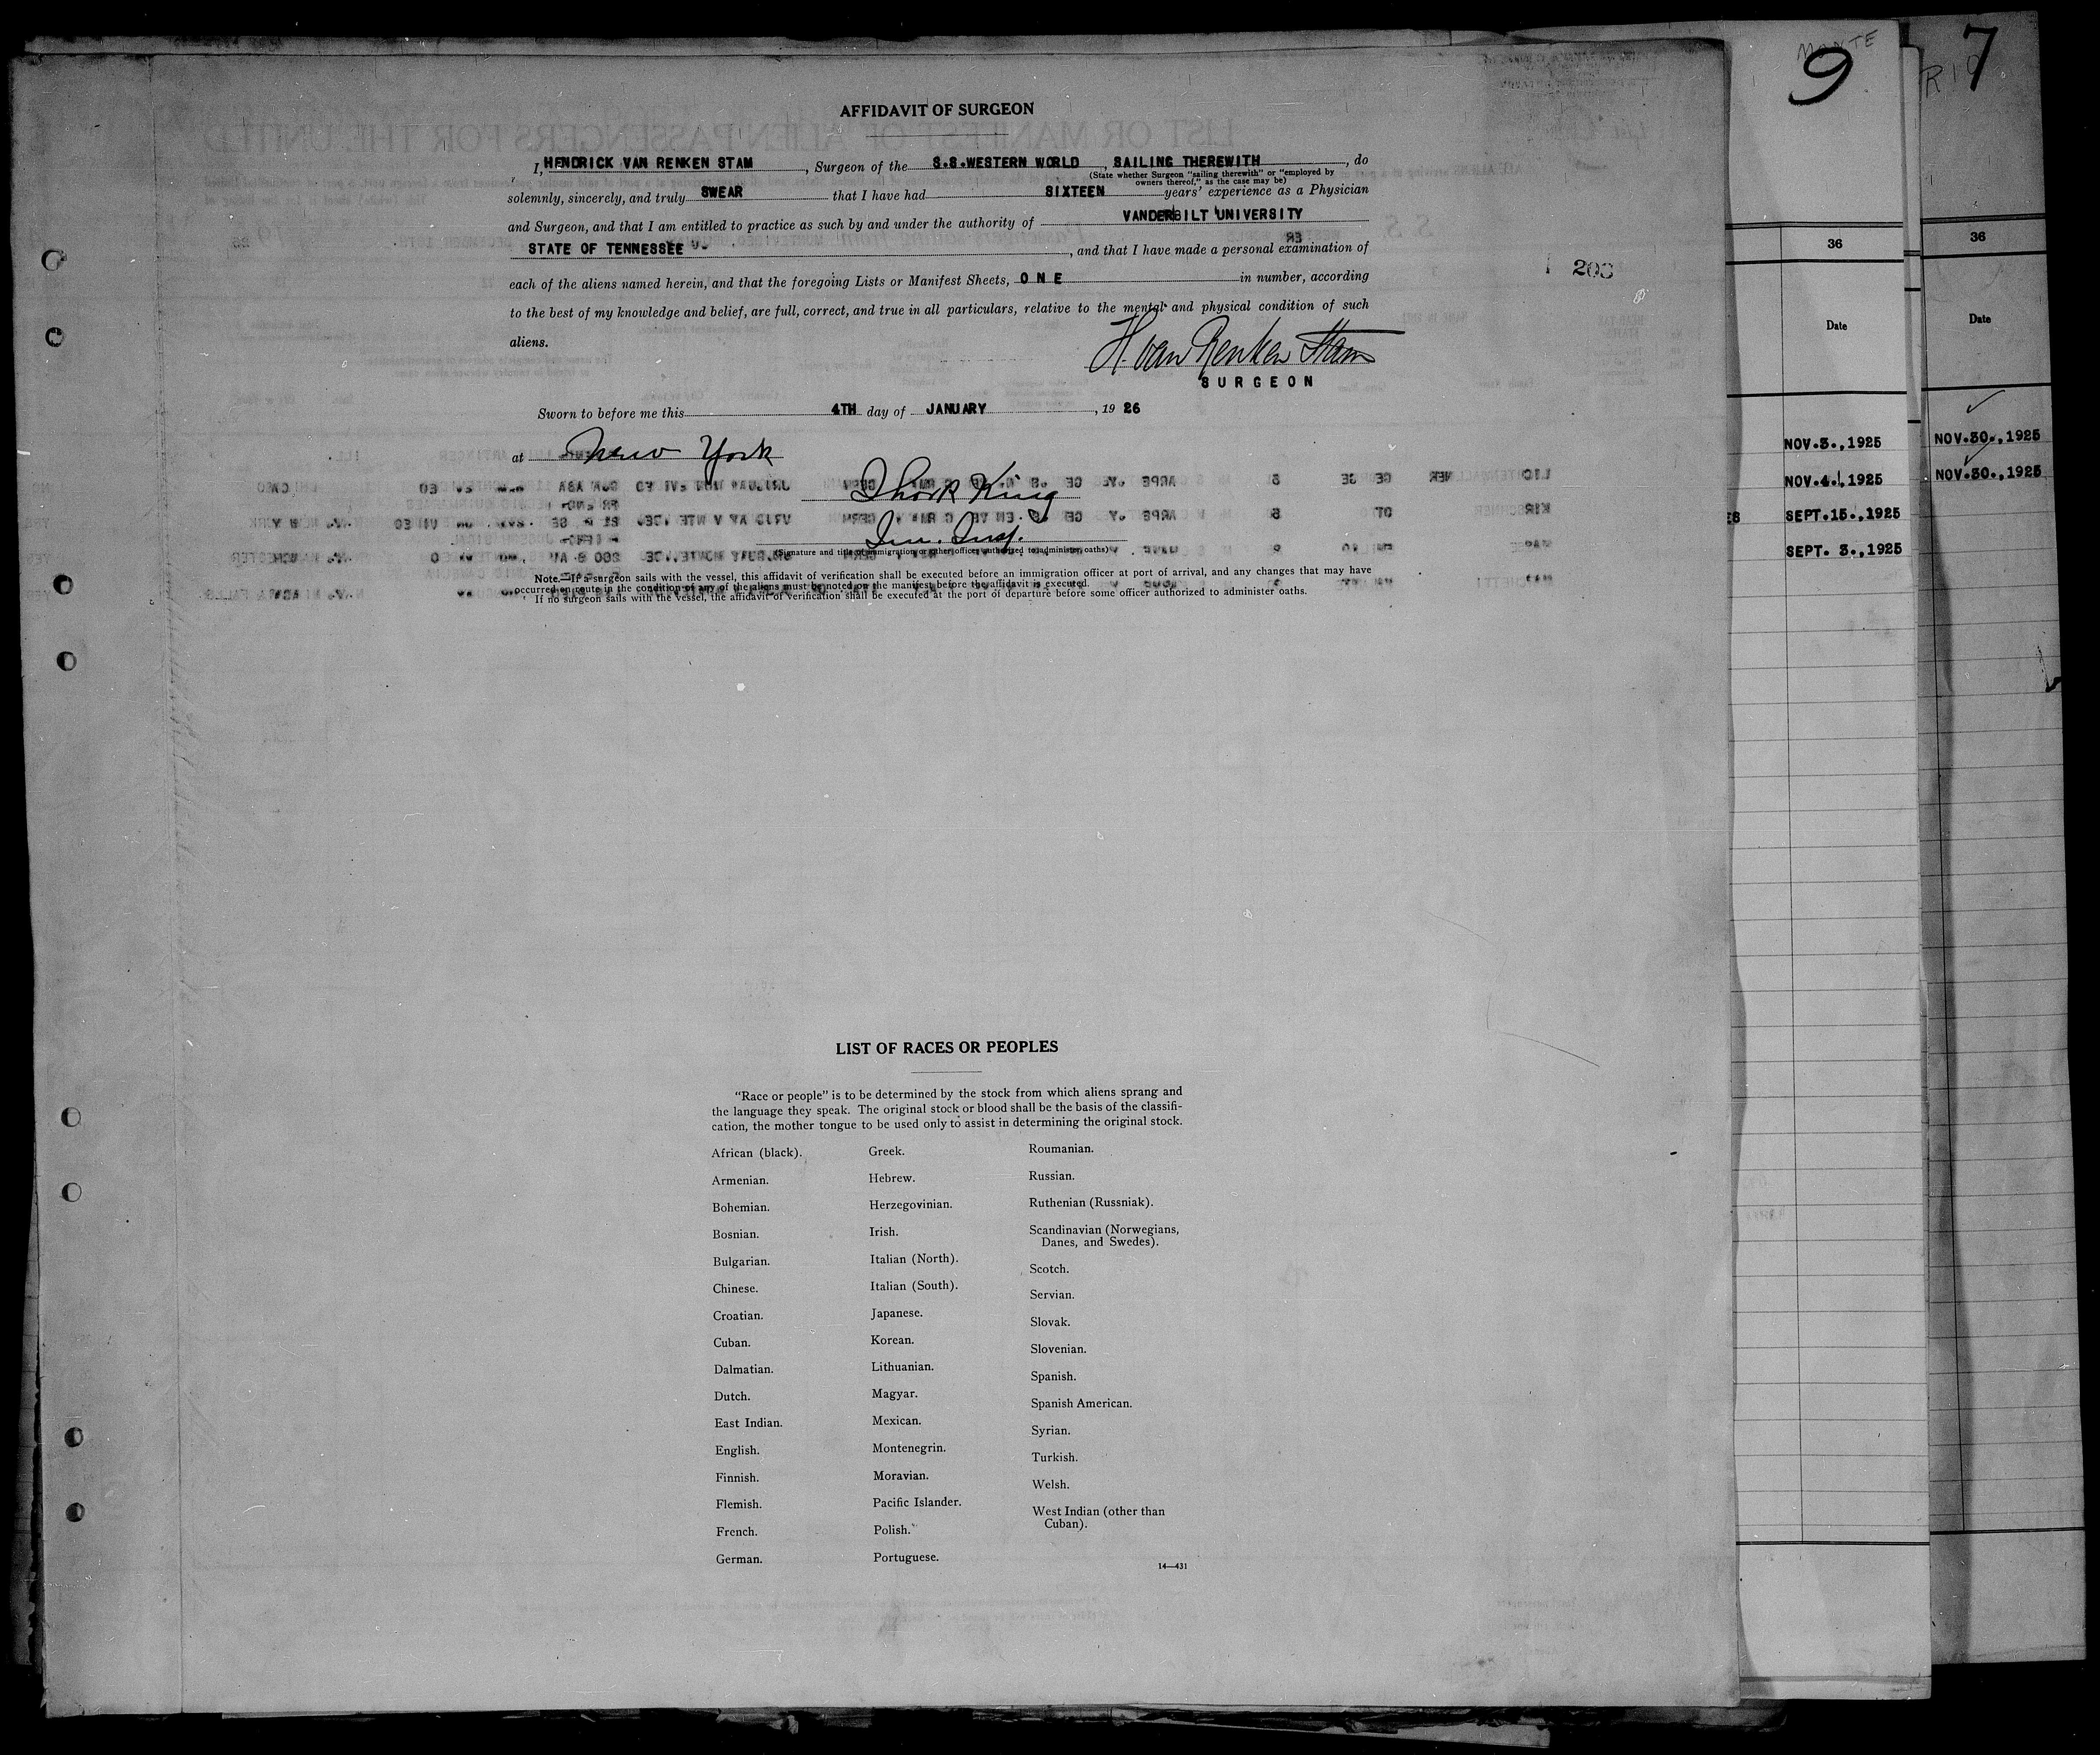 AFFIDAVIT OF SURGEON
I, HENDRICK VAN RENKEN STAM, Surgeon of the S.S.WESTERN WORLD, SAILING THEREWITH, do
(State whether Surgeon "sailing therewith" or "employed by
owners thereof," as the case may be)
solemnly, sincerely, and truly SWEAR that I have had SIXTEEN years' experience as a Physician
and Surgeon, and that I am entitled to practice as such by and under the authority of VANDERBILT UNIVERSITY
STATE OF TENNESSEE, and that I have made a personal examination of
each of the aliens named herein, and that the foregoing Lists or Manifest Sheets, O N E in number, according
to the best of my knowledge and belief, are full, correct, and true in all particulars, relative to the mental and physical condition of such
aliens.
H. van Renken Stam
S U R G E O N
Sworn to before me this 4TH day of JANUARY, 19 26
at New York
King
Im. Insp.
(Signature and title of immigration or other officer authorized to administer oaths)
Note.—If a surgeon sails with the vessel, this affidavit of verification shall be executed before an immigration officer at port of arrival, and any changes that may have
occurred en route in the condition of any of the aliens must be noted on the manifest before the affidavit is executed.
If no surgeon sails with the vessel, the affidavit of verification shall be executed at the port of departure before some officer authorized to administer oaths.
LIST OF RACES OR PEOPLES
"Race or people" is to be determined by the stock from which aliens sprang and
the language they speak. The original stock or blood shall be the basis of the classifi-
cation, the mother tongue to be used only to assist in determining the original stock.
African (black).
Armenian.
Bohemian.
Bosnian.
Bulgarian.
Chinese.
Croatian.
Cuban.
Dalmatian.
Dutch.
East Indian.
English.
Finnish.
Flemish.
French.
German.
Greek.
Hebrew.
Herzegovinian.
Irish.
Italian (North).
Italian (South).
Japanese.
Korean.
Lithuanian.
Magyar.
Mexican.
Montenegrin.
Moravian.
Pacific Islander.
Polish.
Portuguese.
Roumanian.
Russian.
Ruthenian (Russniak).
Scandinavian (Norwegians,
Danes, and Swedes).
Scotch.
Servian.
Slovak.
Slovenian.
Spanish.
Spanish American.
Syrian.
Turkish.
Welsh.
West Indian (other than
Cuban).
14—431
9
36
Date
NOV.3.,1925
NOV.4.,1925
SEPT.15.,1925
SEPT. 3.,1925
7
RIO
36
Date
NOV.30.,1925
NOV.30.,1925